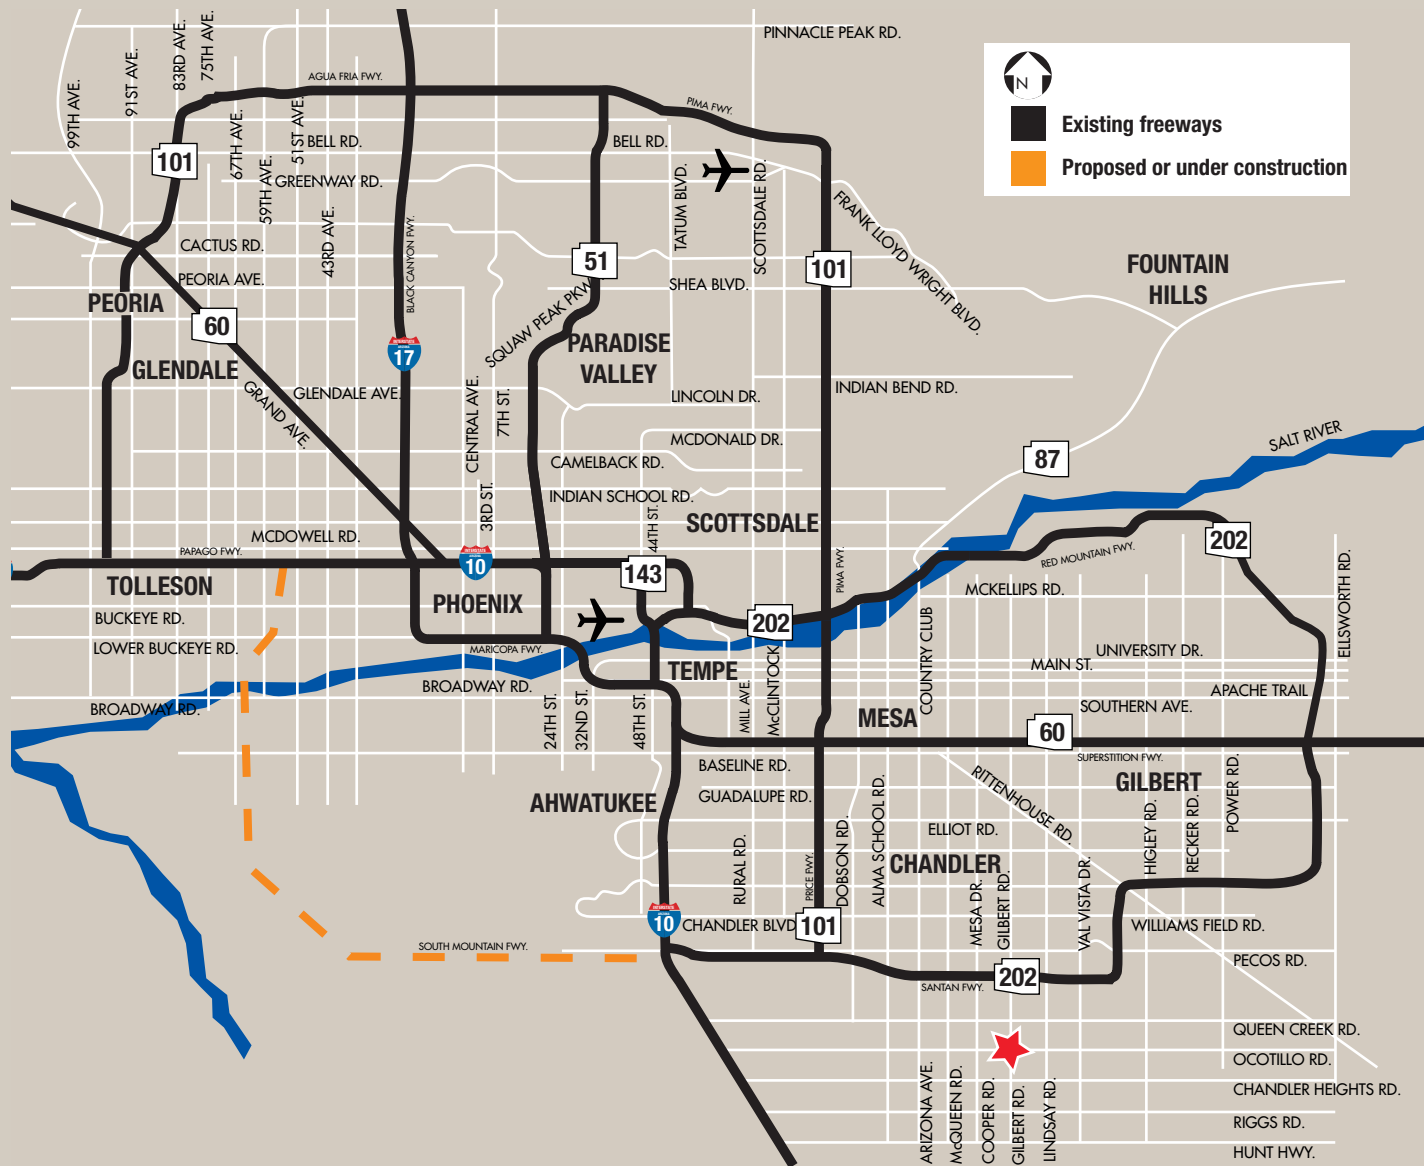 PINNACLE PEAK RD.
99TH AVE.
91ST AVE.
83RD AVE.
75TH AVE.
67TH AVE.
59TH AVE.
51ST AVE.
43RD AVE.
AGUA FRIA FWY.
PIMA FWY.
N
Existing freeways
Proposed or under construction
BELL RD.
BELL RD.
101
GREENWAY RD.
TATUM BLVD.
SCOTTSDALE RD.
FRANK LLOYD WRIGHT BLVD.
CACTUS RD.
BLACK CANYON FWY.
51
101
PEORIA AVE.
SHEA BLVD.
FOUNTAIN
HILLS
PEORIA
60
SQUAW PEAK PKW
INTERSTATE
17
PARADISE
VALLEY
GLENDALE
GLENDALE AVE.
GRAND AVE.
CENTRAL AVE.
7TH ST.
LINCOLN DR.
INDIAN BEND RD.
MCDONALD DR.
SALT RIVER
CAMELBACK RD.
87
3RD ST.
INDIAN SCHOOL RD.
44TH ST.
SCOTTSDALE
MCDOWELL RD.
PAPAGO FWY.
INTERSTATE
10
143
PIMA FWY.
RED MOUNTAIN FWY.
202
ELLSWORTH RD.
TOLLESON
PHOENIX
MCKELLIPS RD.
BUCKEYE RD.
202
COUNTRY CLUB
LOWER BUCKEYE RD.
MARICOPA FWY.
UNIVERSITY DR.
MAIN ST.
TEMPE
McCLINTOCK
BROADWAY RD.
APACHE TRAIL
BROADWAY RD.
24TH ST.
32ND ST.
48TH ST.
MILL AVE.
SOUTHERN AVE.
MESA
60
SUPERSTITION FWY.
BASELINE RD.
RITTENHOUSE RD.
GILBERT
POWER RD.
AHWATUKEE
GUADALUPE RD.
ALMA SCHOOL RD.
ELLIOT RD.
HIGLEY RD.
RECKER RD.
RURAL RD.
PRICE FWY.
DOBSON RD.
CHANDLER
MESA DR.
GILBERT RD.
VAL VISTA DR.
INTERSTATE
10
CHANDLER BLVD
101
WILLIAMS FIELD RD.
SOUTH MOUNTAIN FWY.
PECOS RD.
SANTAN FWY.
202
QUEEN CREEK RD.
OCOTILLO RD.
CHANDLER HEIGHTS RD.
RIGGS RD.
HUNT HWY.
ARIZONA AVE.
McQUEEN RD.
COOPER RD.
GILBERT RD.
LINDSAY RD.